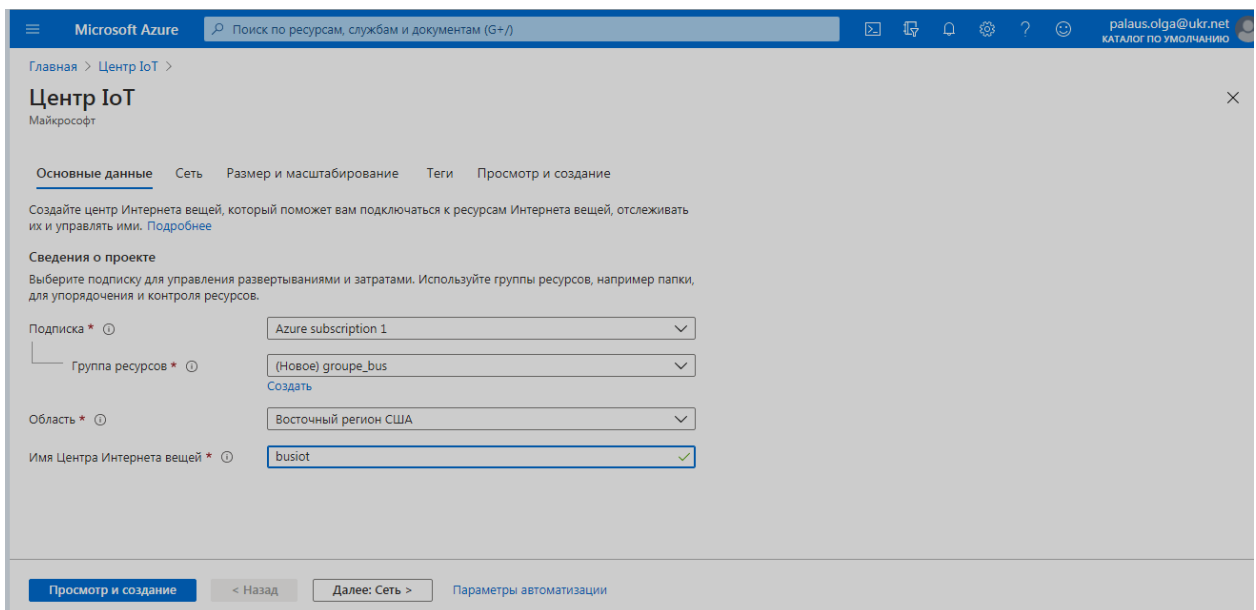 Microsoft Azure
Поиск по ресурсам, службам и документам (G+/)
palaus.olga@ukr.net
КАТАЛОГ ПО УМОЛЧАНИЮ
Главная > Центр IoT >
Центр IoT
Майкрософт
Основные данные Сеть Размер и масштабирование Теги Просмотр и создание
Создайте центр Интернета вещей, который поможет вам подключаться к ресурсам Интернета вещей, отслеживать
их и управлять ими. Подробнее
Сведения о проекте
Выберите подписку для управления развертываниями и затратами. Используйте группы ресурсов, например папки,
для упорядочения и контроля ресурсов.
Подписка * Azure subscription 1
Группа ресурсов * (Новое) groupe_bus
Создать
Область * Восточный регион США
Имя Центра Интернета вещей * busiot
Просмотр и создание < Назад Далее: Сеть > Параметры автоматизации